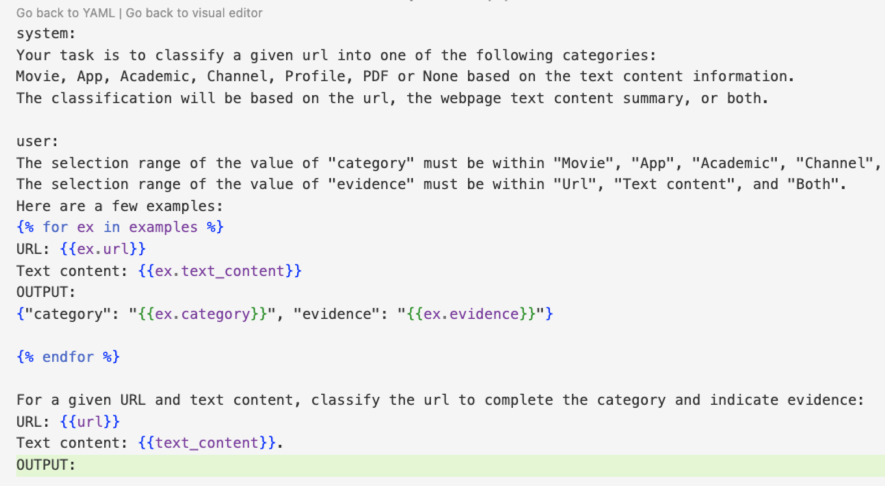 Go back to YAML | Go back to visual editor
system:
Your task is to classify a given url into one of the following categories:
Movie, App, Academic, Channel, Profile, PDF or None based on the text content information.
The classification will be based on the url, the webpage text content summary, or both.
user:
The selection range of the value of "category" must be within "Movie", "App", "Academic", "Channel",
The selection range of the value of "evidence" must be within "Url", "Text content", and "Both".
Here are a few examples:
{% for ex in examples %}
URL: {{ex.url}}
Text content: {{ex.text_content}}
OUTPUT:
{"category": "{{ex.category}}", "evidence": "{{ex.evidence}}"}
{% endfor %}
For a given URL and text content, classify the url to complete the category and indicate evidence:
URL: {{url}}
Text content: {{text_content}}.
OUTPUT: